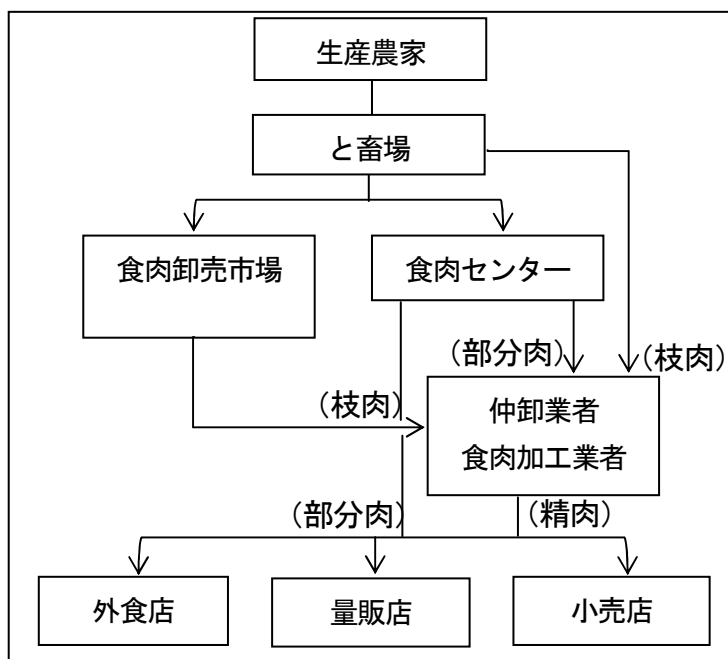 生産農家
と畜場
食肉卸売市場
食肉センター
(部分肉)
(枝肉)
(枝肉)
仲卸業者
食肉加工業者
(部分肉)
(精肉)
外食店
量販店
小売店